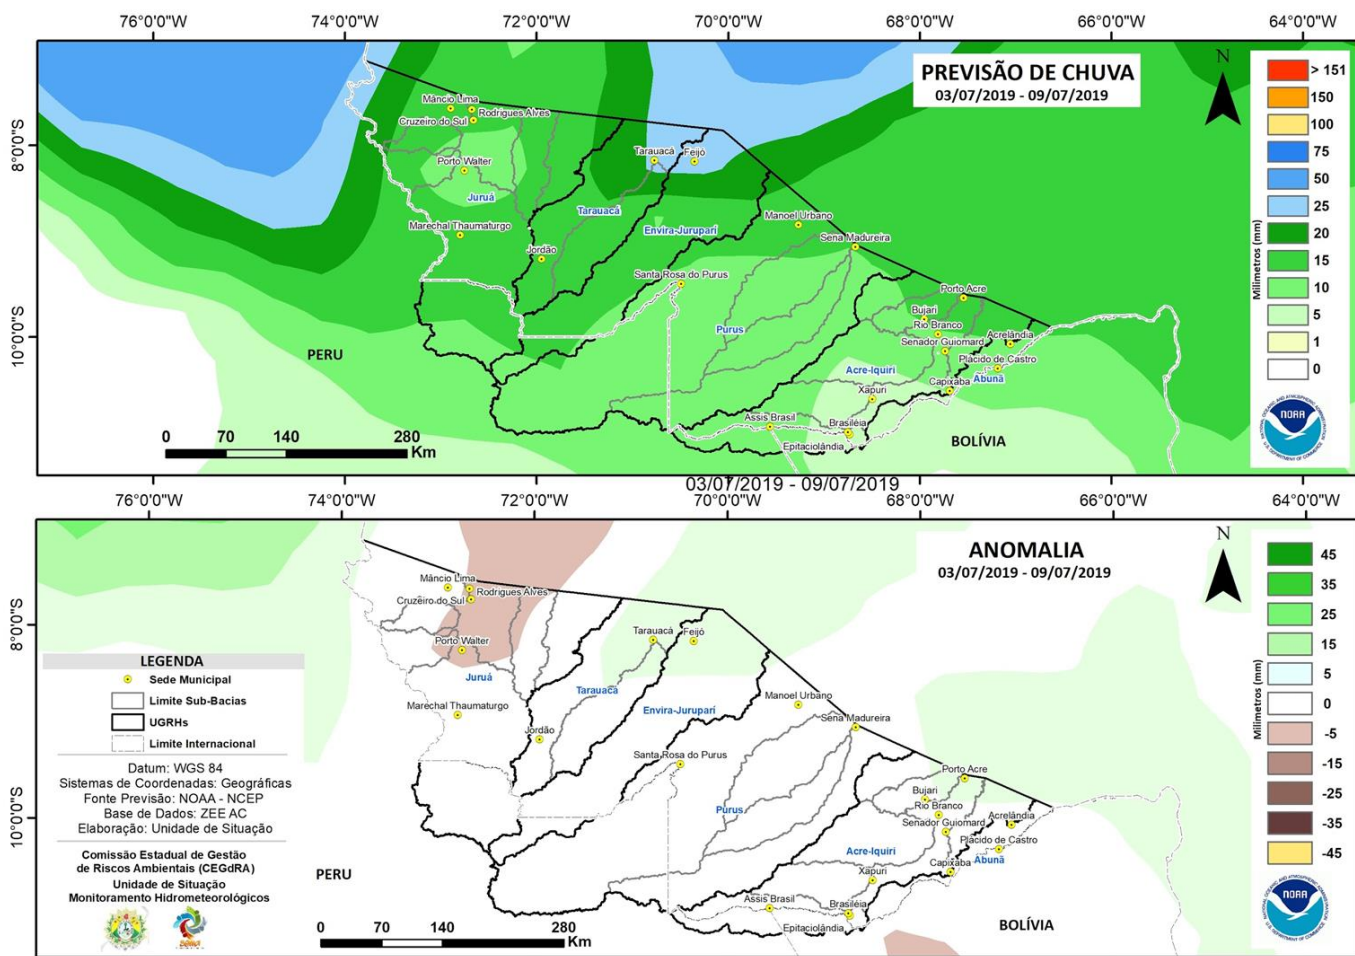 76°0'0"W 74°0'0"W 72°0'0"W 70°0'0"W 68°0'0"W 66°0'0"W 64°0'0"W
PREVISÃO DE CHUVA
03/07/2019 - 09/07/2019
N
> 151
150
100
75
50
25
20
15
10
5
1
0
Milimetros (mm)
NOAA
8°0'0"S
10°0'0"S
Mâncio Lima
Rodrigues Alves
Cruzeiro do Sul
Porto Walter
Juruá
Marechal Thaumaturgo
Jordão
Tarauacá
Feijó
Tarauacá
Envira-Jurupari
Manoel Urbano
Sena Madureira
Santa Rosa do Purus
Purus
Porto Acre
Bujari
Rio Branco
Senador Guiomard
Acrelândia
Plácido de Castro
Abunã
Acre-Iquiri
Capixaba
Xapuri
Assis Brasil
Brasiléia
Epitaciolândia
PERU
BOLÍVIA
0 70 140 280
Km
03/07/2019 - 09/07/2019
76°0'0"W 74°0'0"W 72°0'0"W 70°0'0"W 68°0'0"W 66°0'0"W 64°0'0"W
ANOMALIA
03/07/2019 - 09/07/2019
N
45
35
25
15
5
0
-5
-15
-25
-35
-45
Milimetros (mm)
NOAA
8°0'0"S
10°0'0"S
Mâncio Lima
Rodrigues Alves
Cruzeiro do Sul
Porto Walter
Juruá
Marechal Thaumaturgo
Jordão
Tarauacá
Feijó
Tarauacá
Envira-Jurupari
Manoel Urbano
Sena Madureira
Santa Rosa do Purus
Purus
Porto Acre
Bujari
Rio Branco
Senador Guiomard
Acrelândia
Plácido de Castro
Abunã
Acre-Iquiri
Capixaba
Xapuri
Assis Brasil
Brasiléia
Epitaciolândia
PERU
BOLÍVIA
0 70 140 280
Km
LEGENDA
Sede Municipal
Limite Sub-Bacias
UGRHs
Limite Internacional
Datum: WGS 84
Sistemas de Coordenadas: Geográficas
Fonte Previsão: NOAA - NCEP
Base de Dados: ZEE AC
Elaboração: Unidade de Situação
Comissão Estadual de Gestão
de Riscos Ambientais (CEGdRA)
Unidade de Situação
Monitoramento Hidrometeorológicos